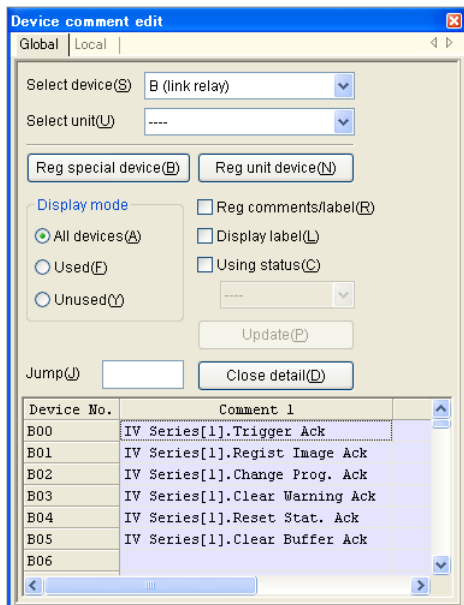 Device comment edit
Global Local
Select device(S) B (link relay)
Select unit(U) ----
Reg special device(B) Reg unit device(N)
Display mode
Reg comments/label(R)
All devices(A) Display label(L)
Used(F) Using status(C)
----
Unused(Y)
Update(P)
Jump(J) Close detail(D)
Device No. Comment 1
B00 IV Series[1].Trigger Ack
B01 IV Series[1].Regist Image Ack
B02 IV Series[1].Change Prog. Ack
B03 IV Series[1].Clear Warning Ack
B04 IV Series[1].Reset Stat. Ack
B05 IV Series[1].Clear Buffer Ack
B06